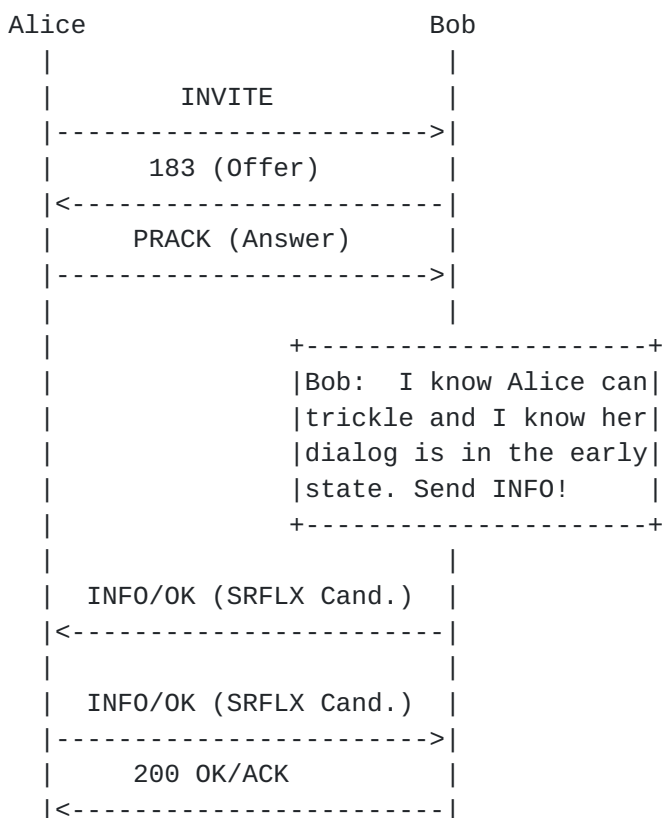 Alice                      Bob
  |                         |
  |        INVITE           |
  |------------------------>|
  |      183 (Offer)        |
  |<------------------------|
  |     PRACK (Answer)      |
  |------------------------>|
  |                         |
  |               +----------------------+
  |               |Bob:  I know Alice can|
  |               |trickle and I know her|
  |               |dialog is in the early|
  |               |state. Send INFO!     |
  |               +----------------------+
  |                         |
  |  INFO/OK (SRFLX Cand.)  |
  |<------------------------|
  |                         |
  |  INFO/OK (SRFLX Cand.)  |
  |------------------------>|
  |     200 OK/ACK          |
  |<------------------------|